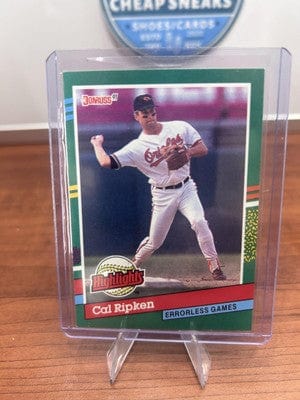 CHEAP SNEAKS
SHOES/CARDS
DONRUSS '91
Orioles
Highlights
Cal Ripken
ERRORLESS GAMES